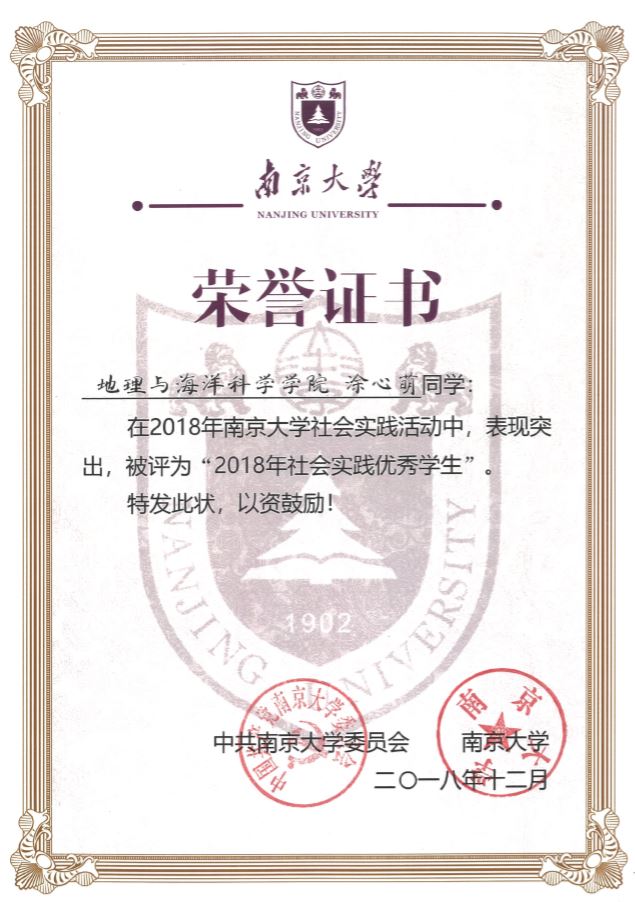 NANJING UNIVERSITY
1902
南京大學
NANJING UNIVERSITY
荣誉证书
地理与海洋科学学院 涂心萌同学：
在2018年南京大学社会实践活动中，表现突
出，被评为“2018年社会实践优秀学生”。
特发此状，以资鼓励！
NANJING UNIVERSITY
1902
中共南京大学委员会 南京大学
二〇一八年十二月
中国共产党南京大学委员会
南京大学